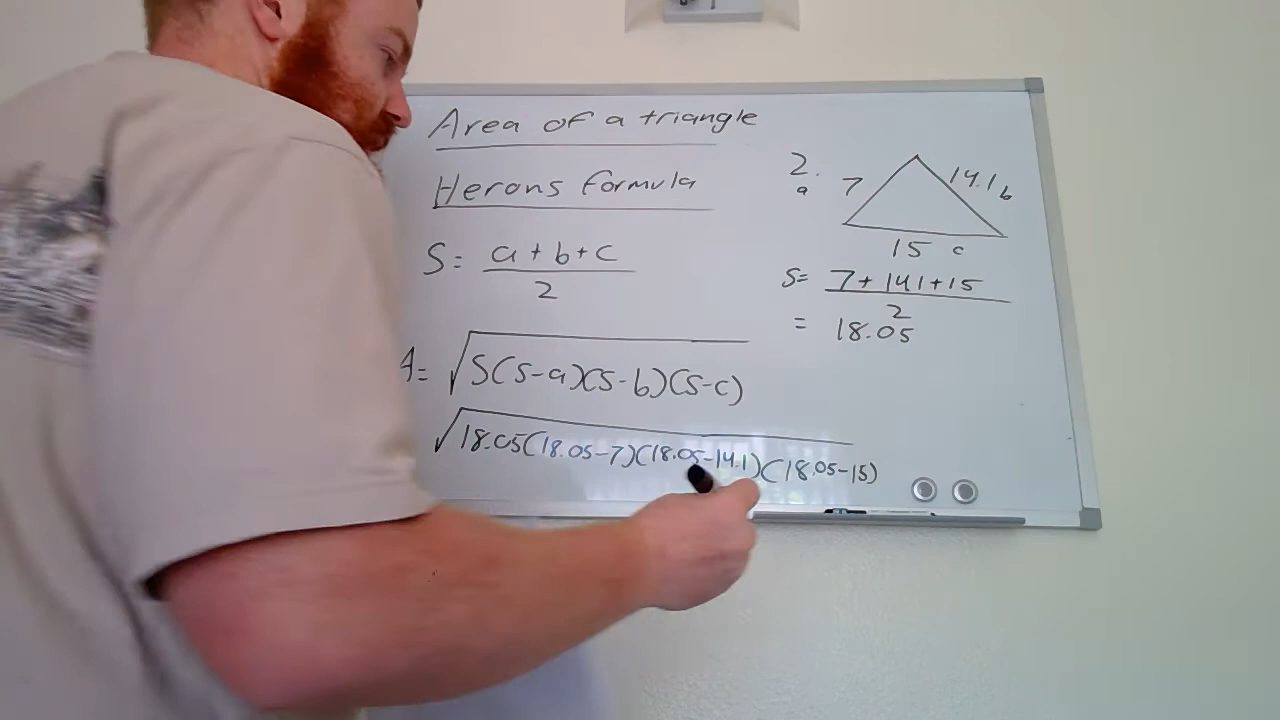 Area of a triangle
Herons formula
S = a + b + c
2
A = √S(S-a)(S-b)(S-c)
√18.05(18.05-7)(18.05-14.1)(18.05-15)
2.
a 7 14.1 b
15 c
S= 7+14.1+15
2
= 18.05